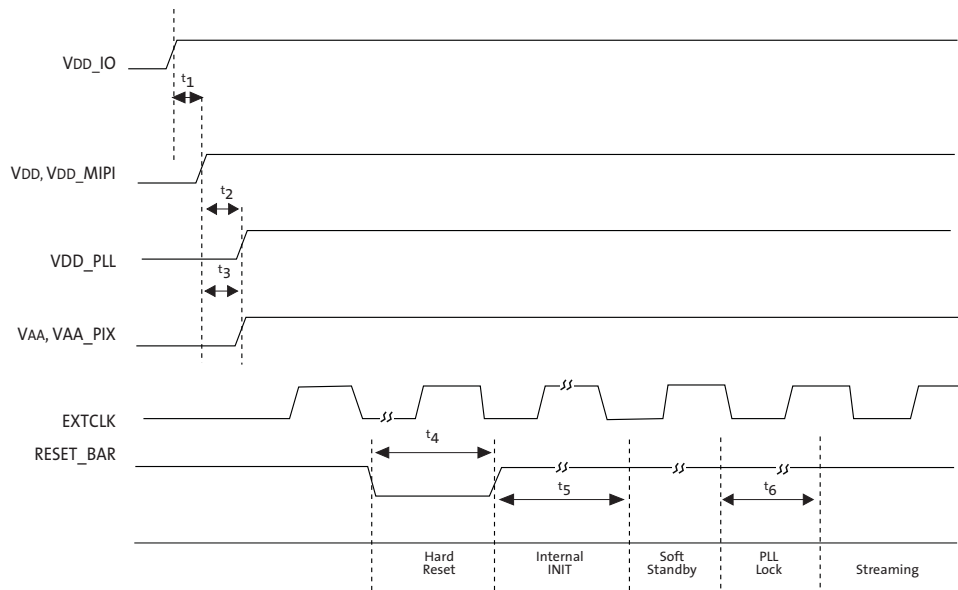 VDD_IO
t1
VDD, VDD_MIPI
t2
VDD_PLL
t3
VAA, VAA_PIX
EXTCLK
RESET_BAR
t4
t5
t6
Hard
Reset
Internal
INIT
Soft
Standby
PLL
Lock
Streaming